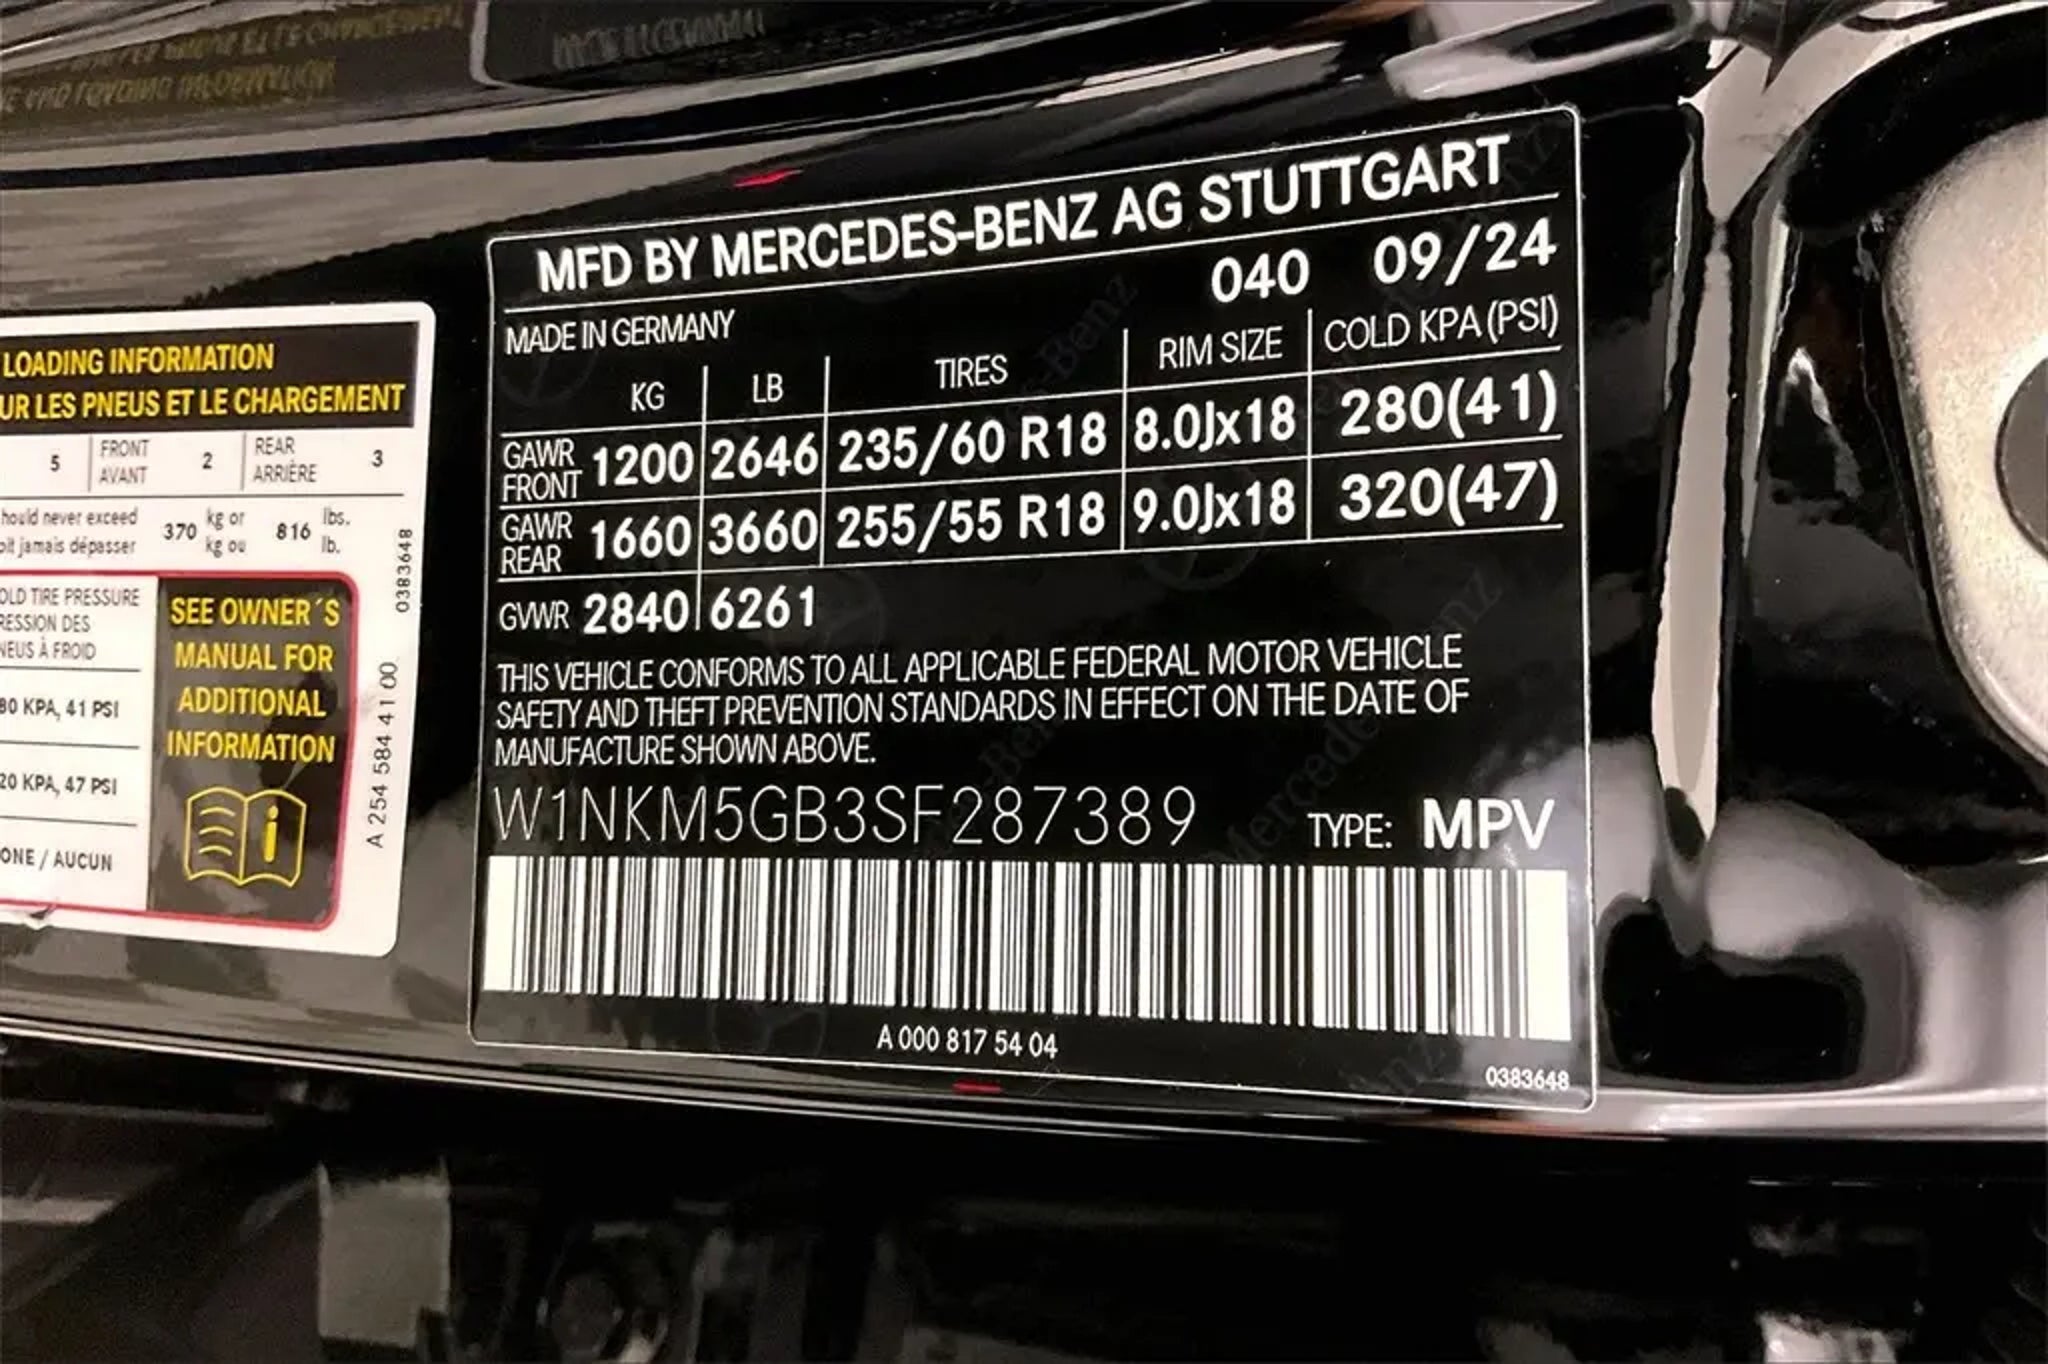 LOADING INFORMATION
UR LES PNEUS ET LE CHARGEMENT
5 FRONT AVANT 2 REAR ARRIÈRE 3
hould never exceed 370 kg or 816 lbs.
oit jamais dépasser kg ou lb.
OLD TIRE PRESSURE
RESSION DES
NEUS À FROID
80 KPA, 41 PSI
20 KPA, 47 PSI
ONE / AUCUN
SEE OWNER´S
MANUAL FOR
ADDITIONAL
INFORMATION
0383648
A 254 584 41 00
MFD BY MERCEDES-BENZ AG STUTTGART
040 09/24
MADE IN GERMANY
KG LB TIRES RIM SIZE COLD KPA (PSI)
GAWR FRONT 1200 2646 235/60 R18 8.0Jx18 280(41)
GAWR REAR 1660 3660 255/55 R18 9.0Jx18 320(47)
GVWR 2840 6261
THIS VEHICLE CONFORMS TO ALL APPLICABLE FEDERAL MOTOR VEHICLE
SAFETY AND THEFT PREVENTION STANDARDS IN EFFECT ON THE DATE OF
MANUFACTURE SHOWN ABOVE.
W1NKM5GB3SF287389 TYPE: MPV
A 000 817 54 04
0383648